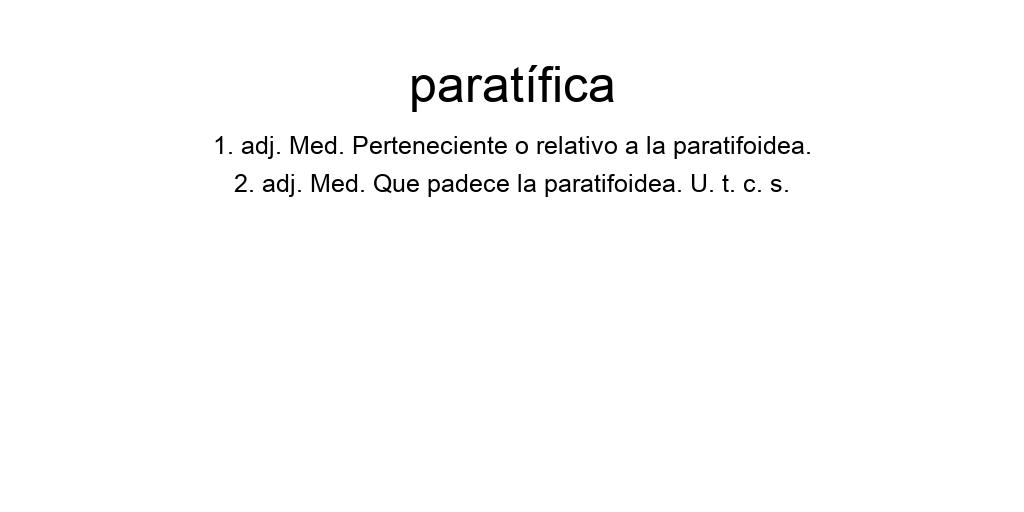 paratífica
1. adj. Med. Perteneciente o relativo a la paratifoidea.
2. adj. Med. Que padece la paratifoidea. U. t. c. s.